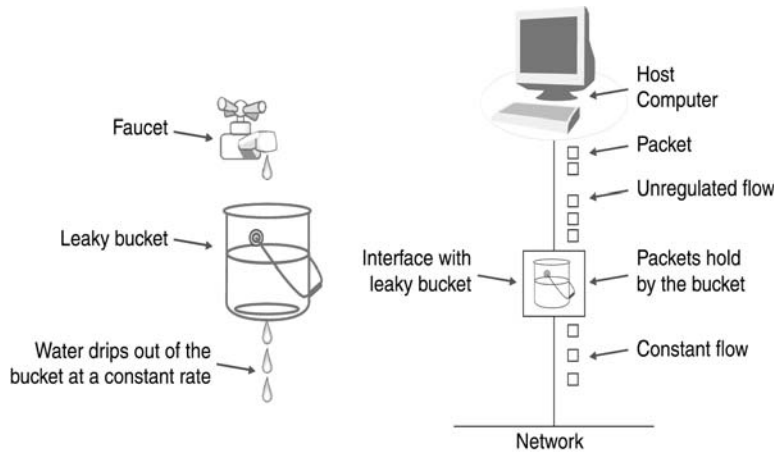 Faucet
Leaky bucket
Water drips out of the
bucket at a constant rate
Host
Computer
Packet
Unregulated flow
Interface with
leaky bucket
Packets hold
by the bucket
Constant flow
Network